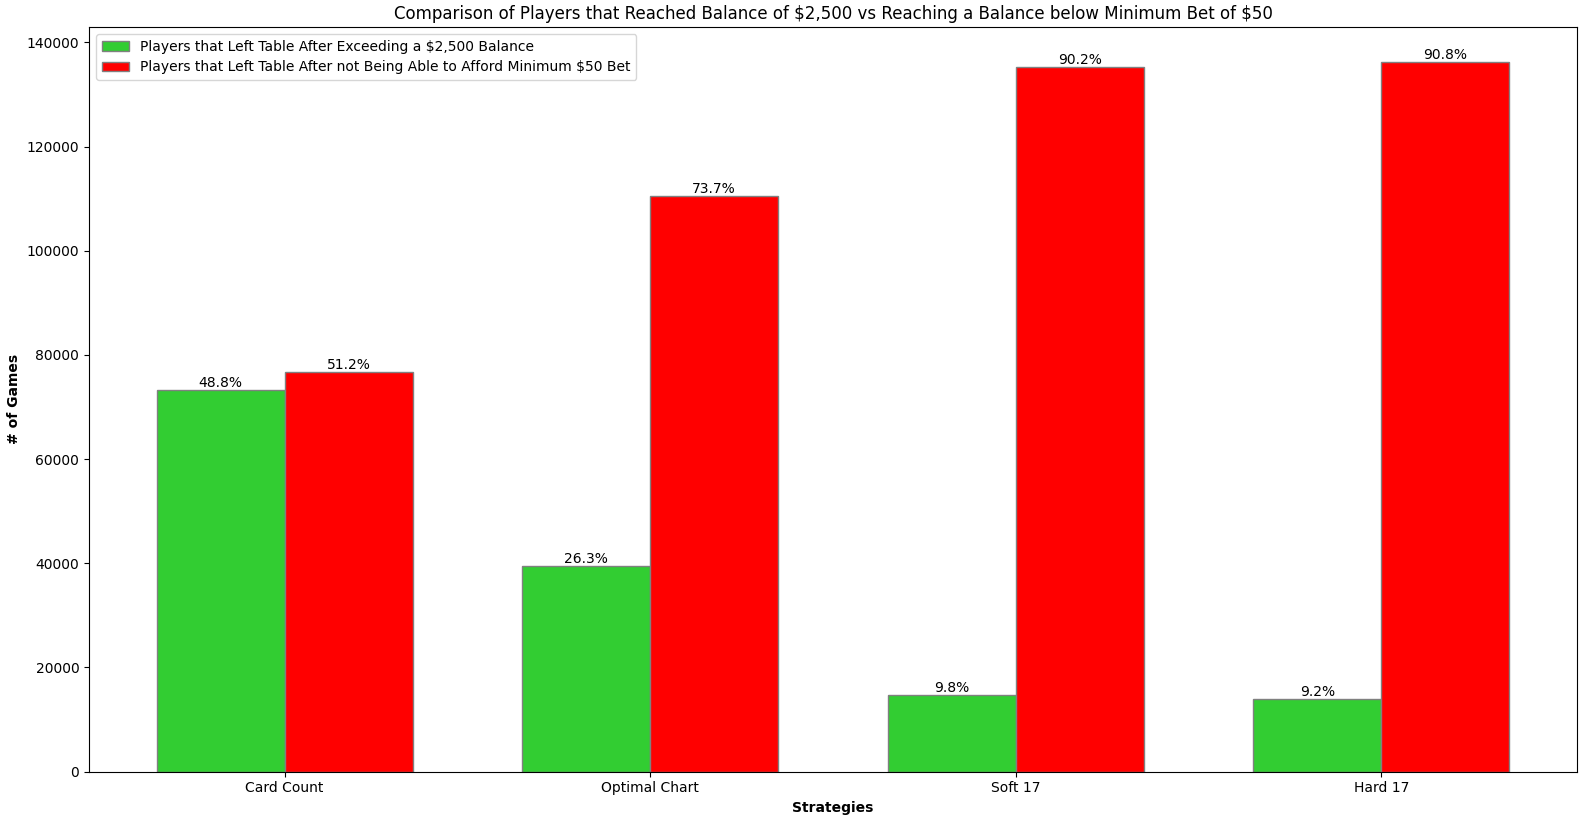 Comparison of Players that Reached Balance of $2,500 vs Reaching a Balance below Minimum Bet of $50
Players that Left Table After Exceeding a $2,500 Balance
Players that Left Table After not Being Able to Afford Minimum $50 Bet
# of Games
140000
120000
100000
80000
60000
40000
20000
0
48.8%
51.2%
26.3%
73.7%
9.8%
90.2%
9.2%
90.8%
Card Count
Optimal Chart
Soft 17
Hard 17
Strategies